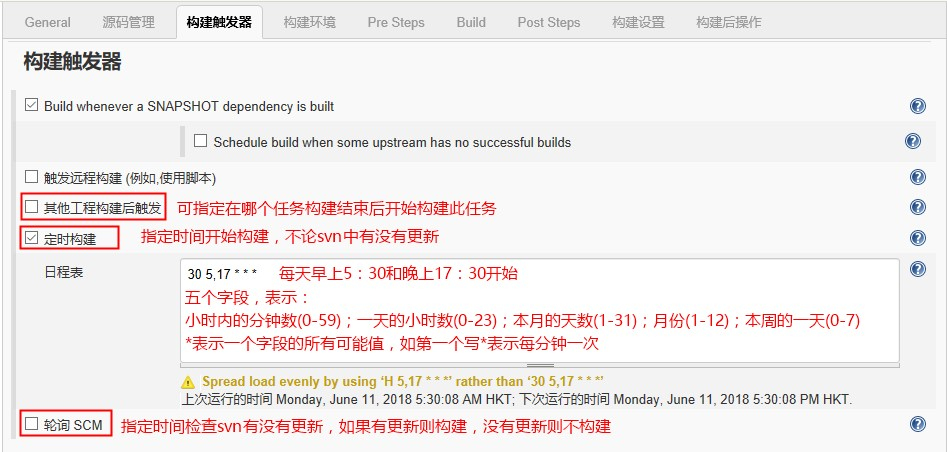 General 源码管理 构建触发器 构建环境 Pre Steps Build Post Steps 构建设置 构建后操作
构建触发器
Build whenever a SNAPSHOT dependency is built
Schedule build when some upstream has no successful builds
触发远程构建 (例如,使用脚本)
其他工程构建后触发 可指定在哪个任务构建结束后开始构建此任务
定时构建 指定时间开始构建，不论svn中有没有更新
日程表 30 5,17 * * * 每天早上5：30和晚上17：30开始
五个字段，表示：
小时内的分钟数(0-59)；一天的小时数(0-23)；本月的天数(1-31)；月份(1-12)；本周的一天(0-7)
*表示一个字段的所有可能值，如第一个写*表示每分钟一次
Spread load evenly by using ‘H 5,17 * * *’ rather than ‘30 5,17 * * *’
上次运行的时间 Monday, June 11, 2018 5:30:08 AM HKT; 下次运行的时间 Monday, June 11, 2018 5:30:08 PM HKT.
轮询 SCM 指定时间检查svn有没有更新，如果有更新则构建，没有更新则不构建